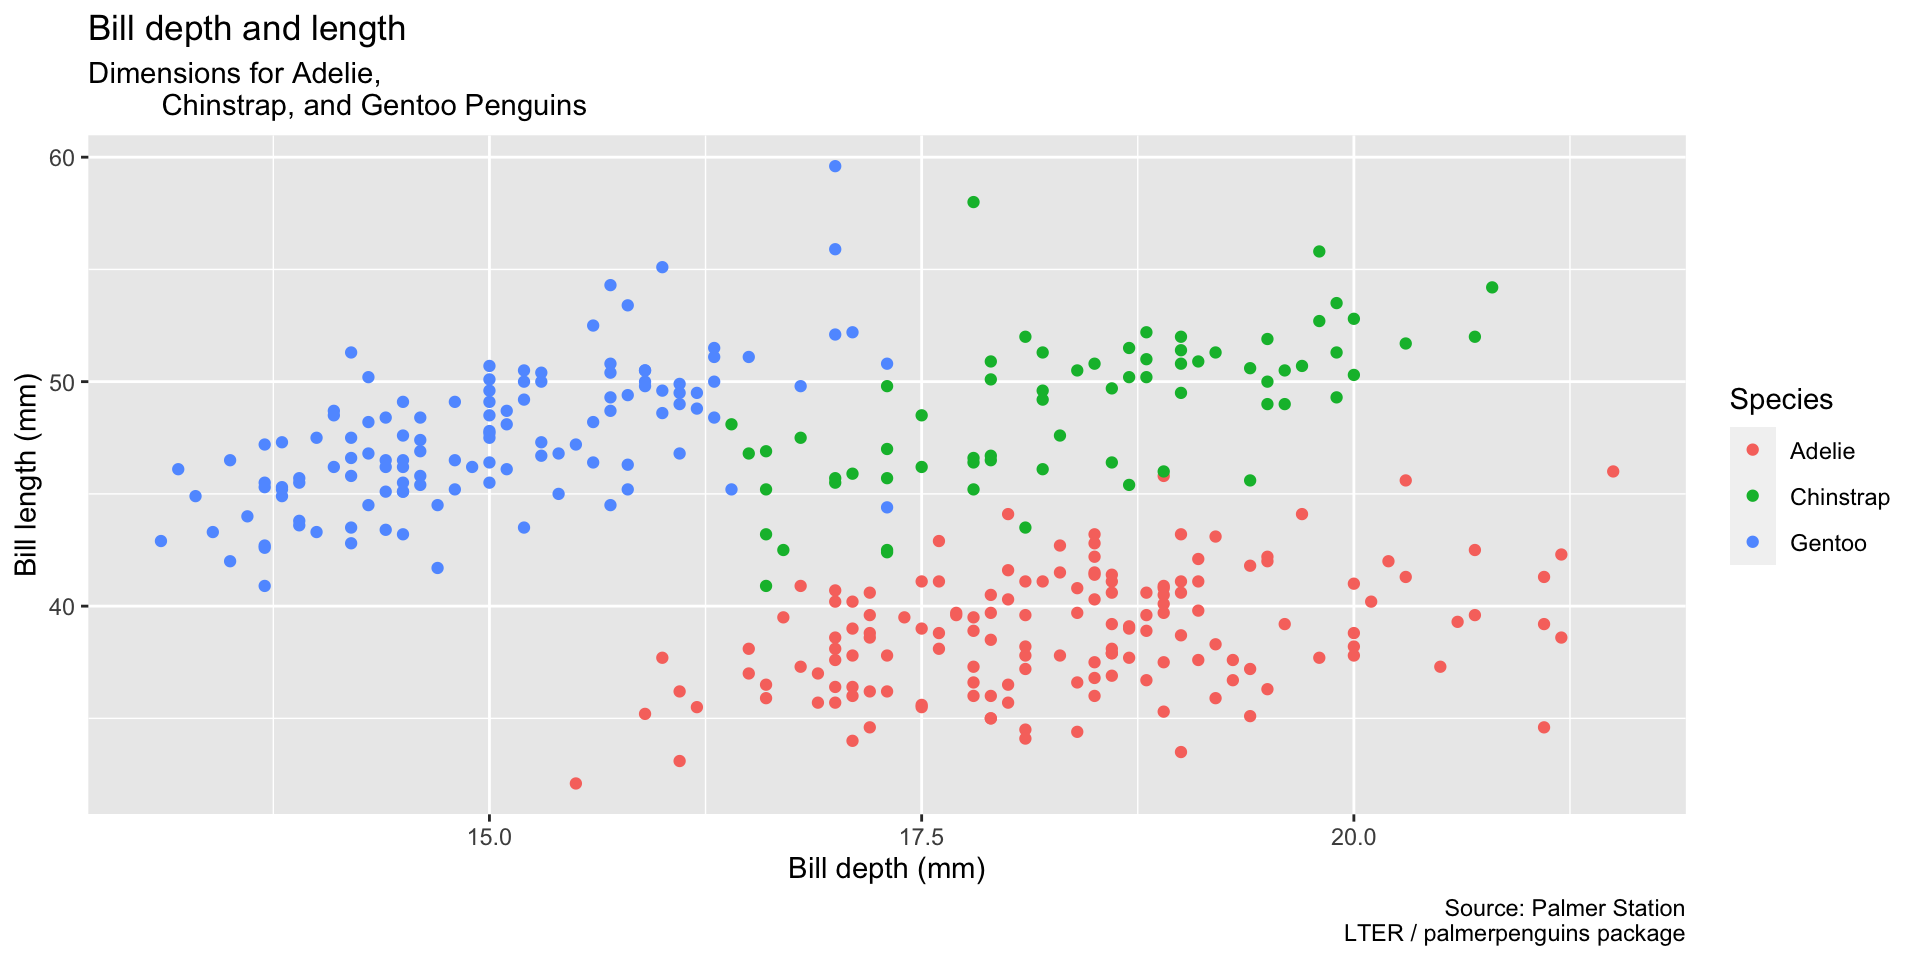 Bill depth and length
Dimensions for Adelie,
Chinstrap, and Gentoo Penguins
60
50
40
Bill length (mm)
15.0
17.5
20.0
Bill depth (mm)
Species
Adelie
Chinstrap
Gentoo
Source: Palmer Station
LTER / palmerpenguins package